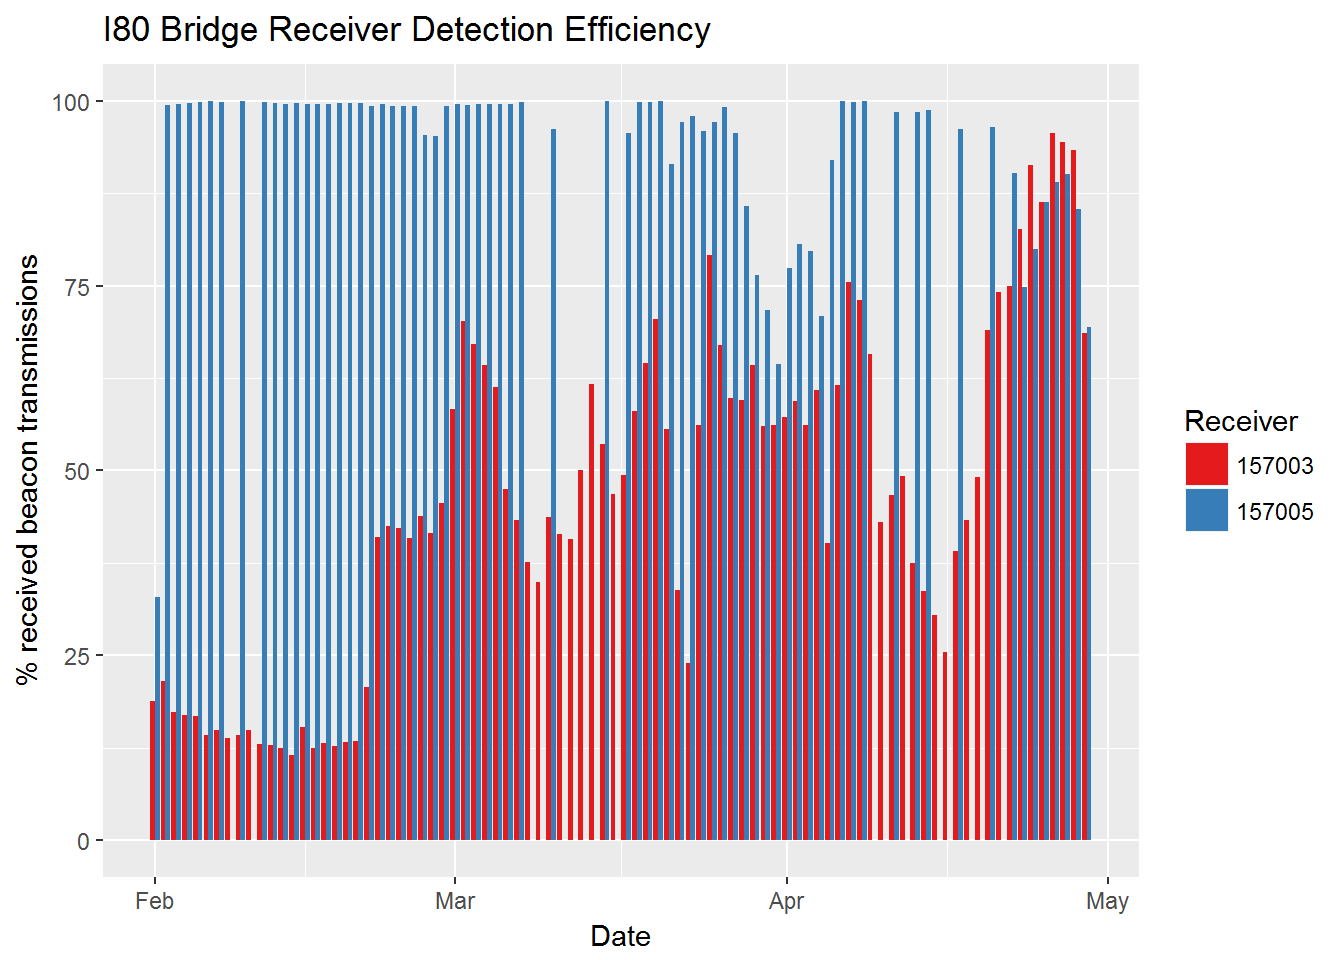 I80 Bridge Receiver Detection Efficiency
% received beacon transmissions
100
75
50
25
0
Feb
Mar
Apr
May
Date
Receiver
157003
157005